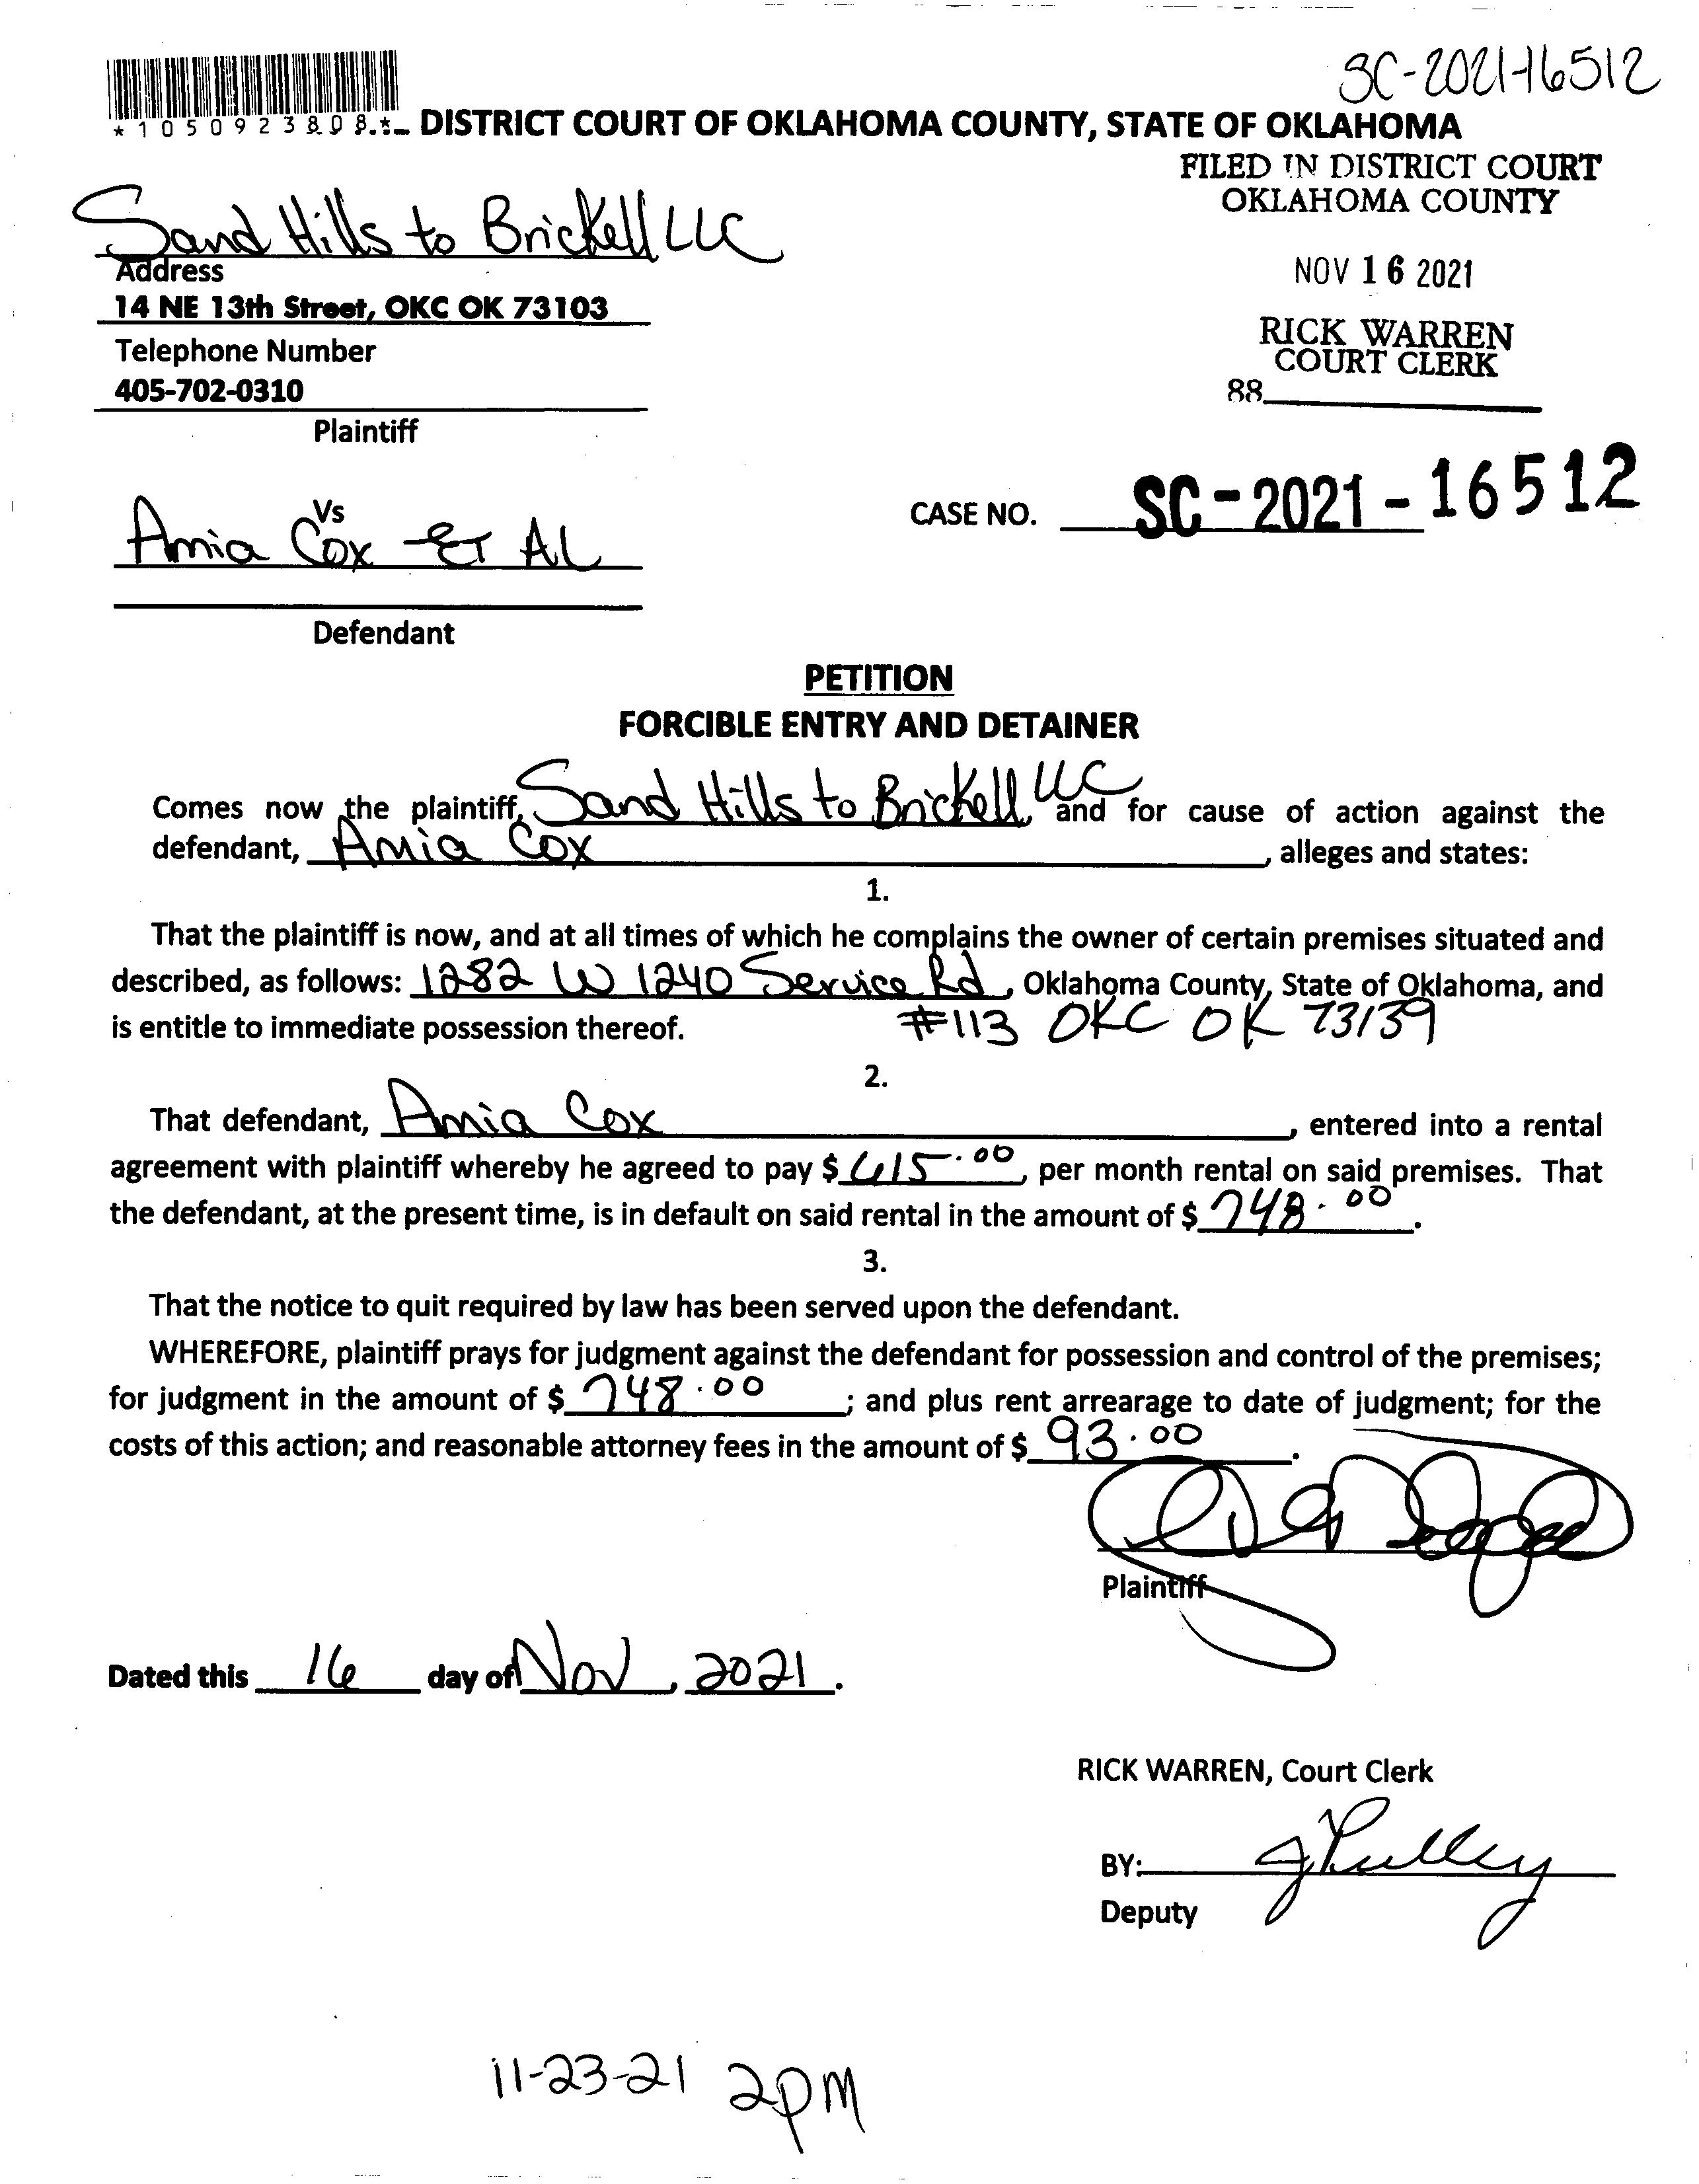 SC-2021-16512
*1050923808.*
DISTRICT COURT OF OKLAHOMA COUNTY, STATE OF OKLAHOMA
FILED IN DISTRICT COURT
OKLAHOMA COUNTY
NOV 16 2021
RICK WARREN
COURT CLERK
88
Sand Hills to Brickell LLC
Address
14 NE 13th Street, OKC OK 73103
Telephone Number
405-702-0310
Plaintiff
Vs
Amia Cox ET AL
Defendant
CASE NO. SC-2021-16512
PETITION
FORCIBLE ENTRY AND DETAINER
Comes now the plaintiff, Sand Hills to Brickell LLC, and for cause of action against the
defendant, Amia Cox, alleges and states:
1.
That the plaintiff is now, and at all times of which he complains the owner of certain premises situated and
described, as follows: 1282 W I240 Service Rd, Oklahoma County, State of Oklahoma, and
is entitle to immediate possession thereof. #113 OKC OK 73139
2.
That defendant, Amia Cox, entered into a rental
agreement with plaintiff whereby he agreed to pay $ 615.00, per month rental on said premises. That
the defendant, at the present time, is in default on said rental in the amount of $ 748.00.
3.
That the notice to quit required by law has been served upon the defendant.
WHEREFORE, plaintiff prays for judgment against the defendant for possession and control of the premises;
for judgment in the amount of $ 748.00; and plus rent arrearage to date of judgment; for the
costs of this action; and reasonable attorney fees in the amount of $ 93.00.
Plaintiff
Dated this 16 day of Nov, 2021.
RICK WARREN, Court Clerk
BY: J Pulley
Deputy
11-23-21 2pm